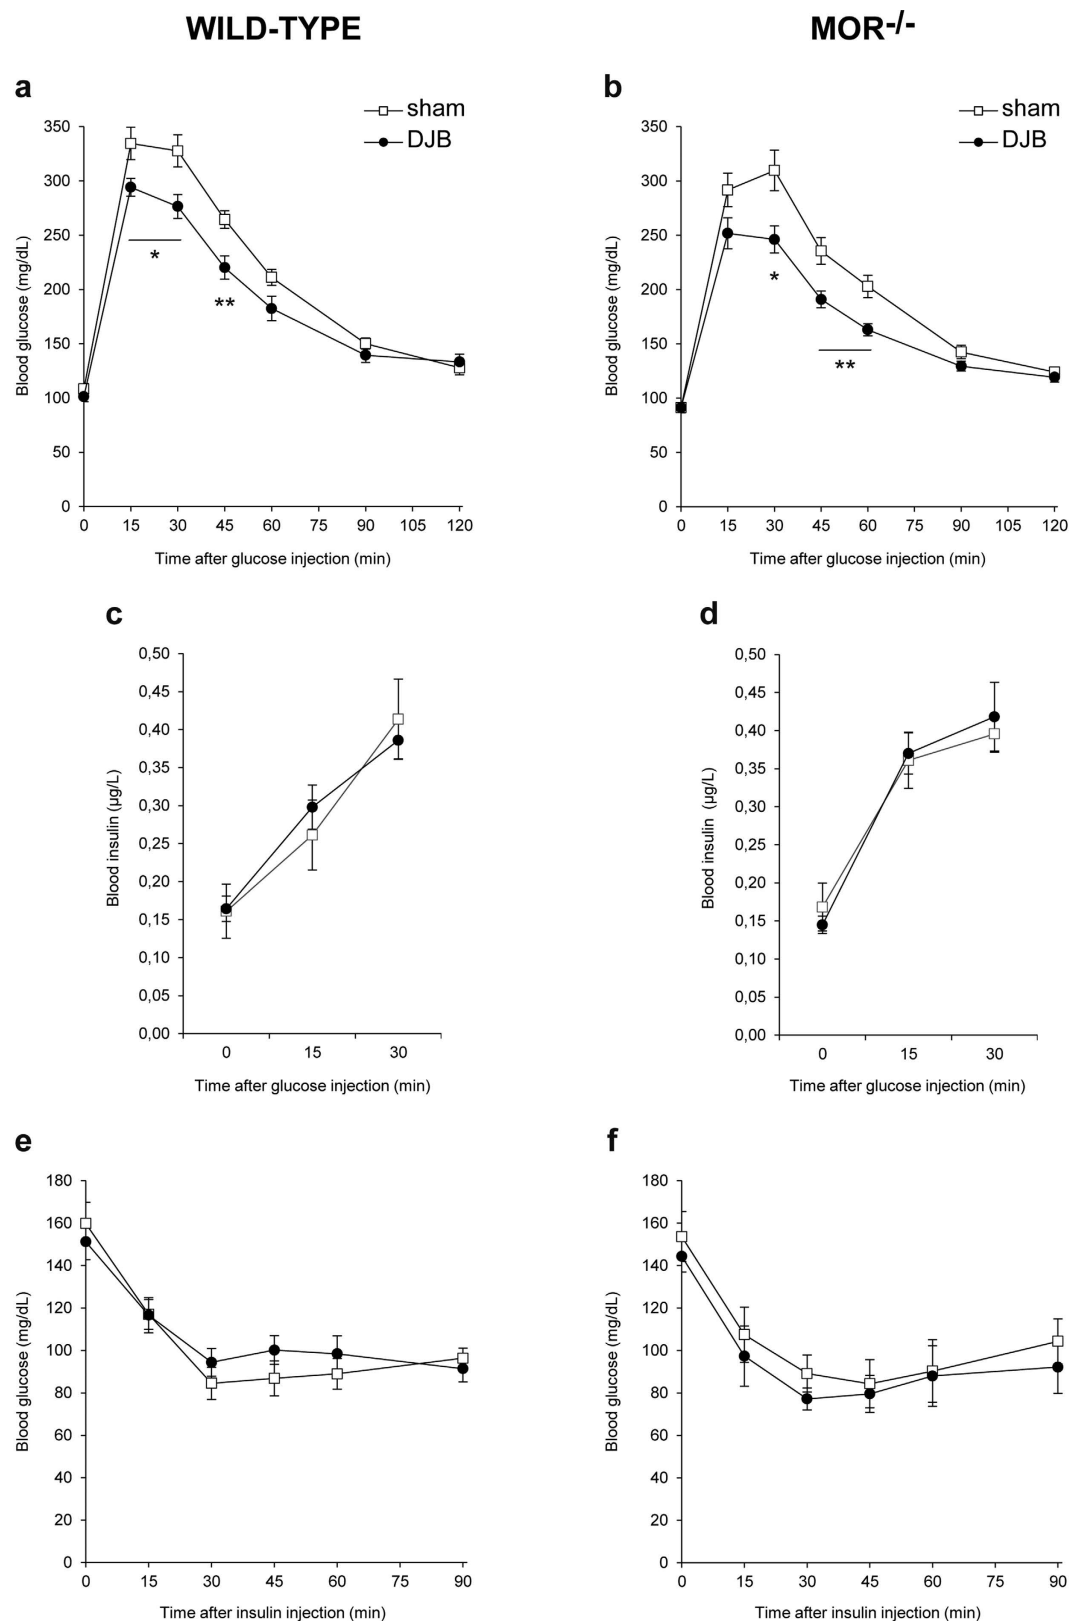 WILD-TYPE
MOR-/-
a
sham
DJB
350
300
250
200
150
100
50
0
Blood glucose (mg/dL)
*
**
0 15 30 45 60 75 90 105 120
Time after glucose injection (min)
b
sham
DJB
350
300
250
200
150
100
50
0
Blood glucose (mg/dL)
*
**
0 15 30 45 60 75 90 105 120
Time after glucose injection (min)
c
0,50
0,45
0,40
0,35
0,30
0,25
0,20
0,15
0,10
0,05
0,00
Blood insulin (µg/L)
0 15 30
Time after glucose injection (min)
d
0,50
0,45
0,40
0,35
0,30
0,25
0,20
0,15
0,10
0,05
0,00
Blood insulin (µg/L)
0 15 30
Time after glucose injection (min)
e
180
160
140
120
100
80
60
40
20
0
Blood glucose (mg/dL)
0 15 30 45 60 75 90
Time after insulin injection (min)
f
180
160
140
120
100
80
60
40
20
0
Blood glucose (mg/dL)
0 15 30 45 60 75 90
Time after insulin injection (min)